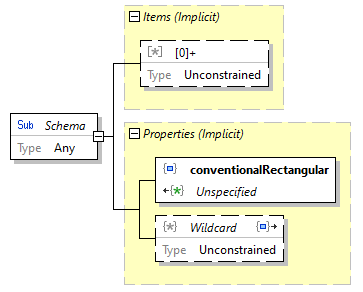 Items (Implicit)
[*] [0]+
Type Unconstrained
Sub Schema
Type Any
Properties (Implicit)
{} conventionalRectangular
{*} Unspecified
{*} Wildcard {}
Type Unconstrained